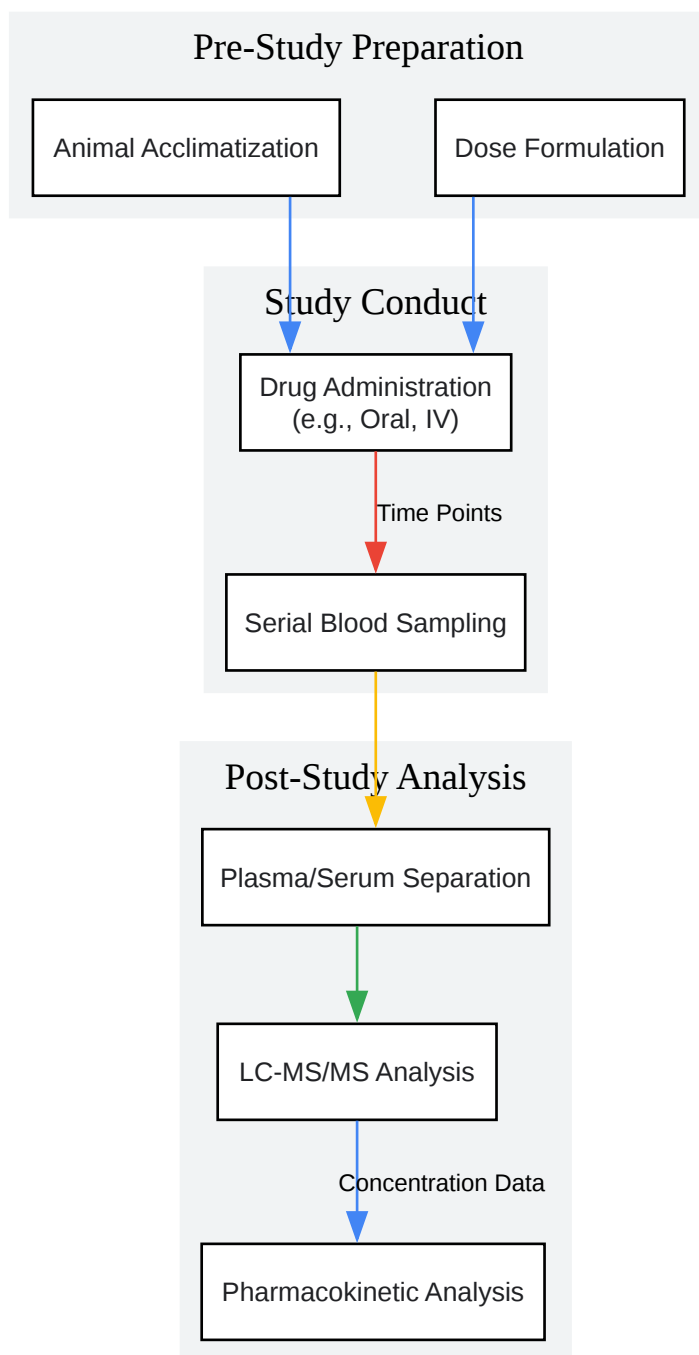 Pre-Study Preparation
Animal Acclimatization
Dose Formulation
Study Conduct
Drug Administration
(e.g., Oral, IV)
Time Points
Serial Blood Sampling
Post-Study Analysis
Plasma/Serum Separation
LC-MS/MS Analysis
Concentration Data
Pharmacokinetic Analysis